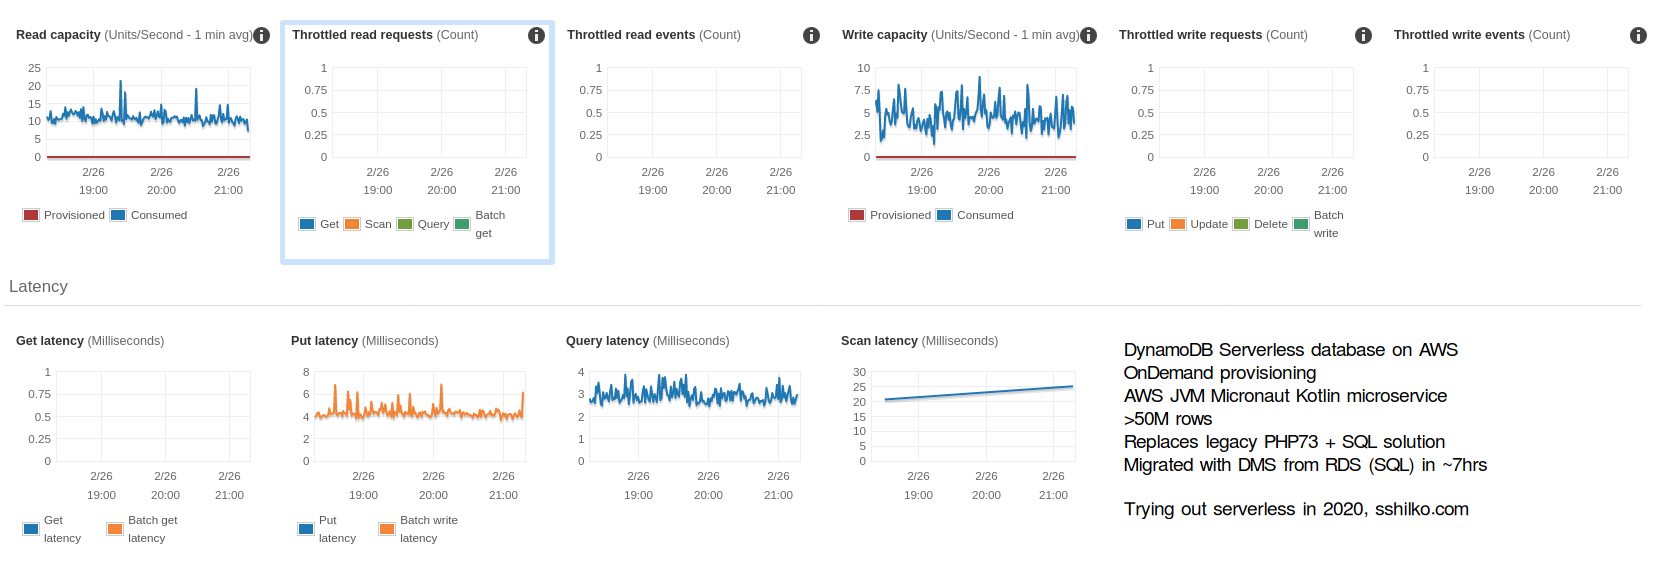 Read capacity (Units/Second - 1 min avg)
25
20
15
10
5
0
2/26 2/26 2/26
19:00 20:00 21:00
Provisioned Consumed
Throttled read requests (Count)
1
0.75
0.5
0.25
0
2/26 2/26 2/26
19:00 20:00 21:00
Get Scan Query Batch
get
Throttled read events (Count)
1
0.75
0.5
0.25
0
2/26 2/26 2/26
19:00 20:00 21:00
Write capacity (Units/Second - 1 min avg)
10
7.5
5
2.5
0
2/26 2/26 2/26
19:00 20:00 21:00
Provisioned Consumed
Throttled write requests (Count)
1
0.75
0.5
0.25
0
2/26 2/26 2/26
19:00 20:00 21:00
Put Update Delete Batch
write
Throttled write events (Count)
1
0.75
0.5
0.25
0
2/26 2/26 2/26
19:00 20:00 21:00
Latency
Get latency (Milliseconds)
1
0.75
0.5
0.25
0
2/26 2/26 2/26
19:00 20:00 21:00
Get Batch get
latency latency
Put latency (Milliseconds)
8
6
4
2
0
2/26 2/26 2/26
19:00 20:00 21:00
Put Batch write
latency latency
Query latency (Milliseconds)
4
3
2
1
0
2/26 2/26 2/26
19:00 20:00 21:00
Scan latency (Milliseconds)
30
25
20
15
10
5
0
2/26 2/26 2/26
19:00 20:00 21:00
DynamoDB Serverless database on AWS
OnDemand provisioning
AWS JVM Micronaut Kotlin microservice
>50M rows
Replaces legacy PHP73 + SQL solution
Migrated with DMS from RDS (SQL) in ~7hrs
Trying out serverless in 2020, sshilko.com